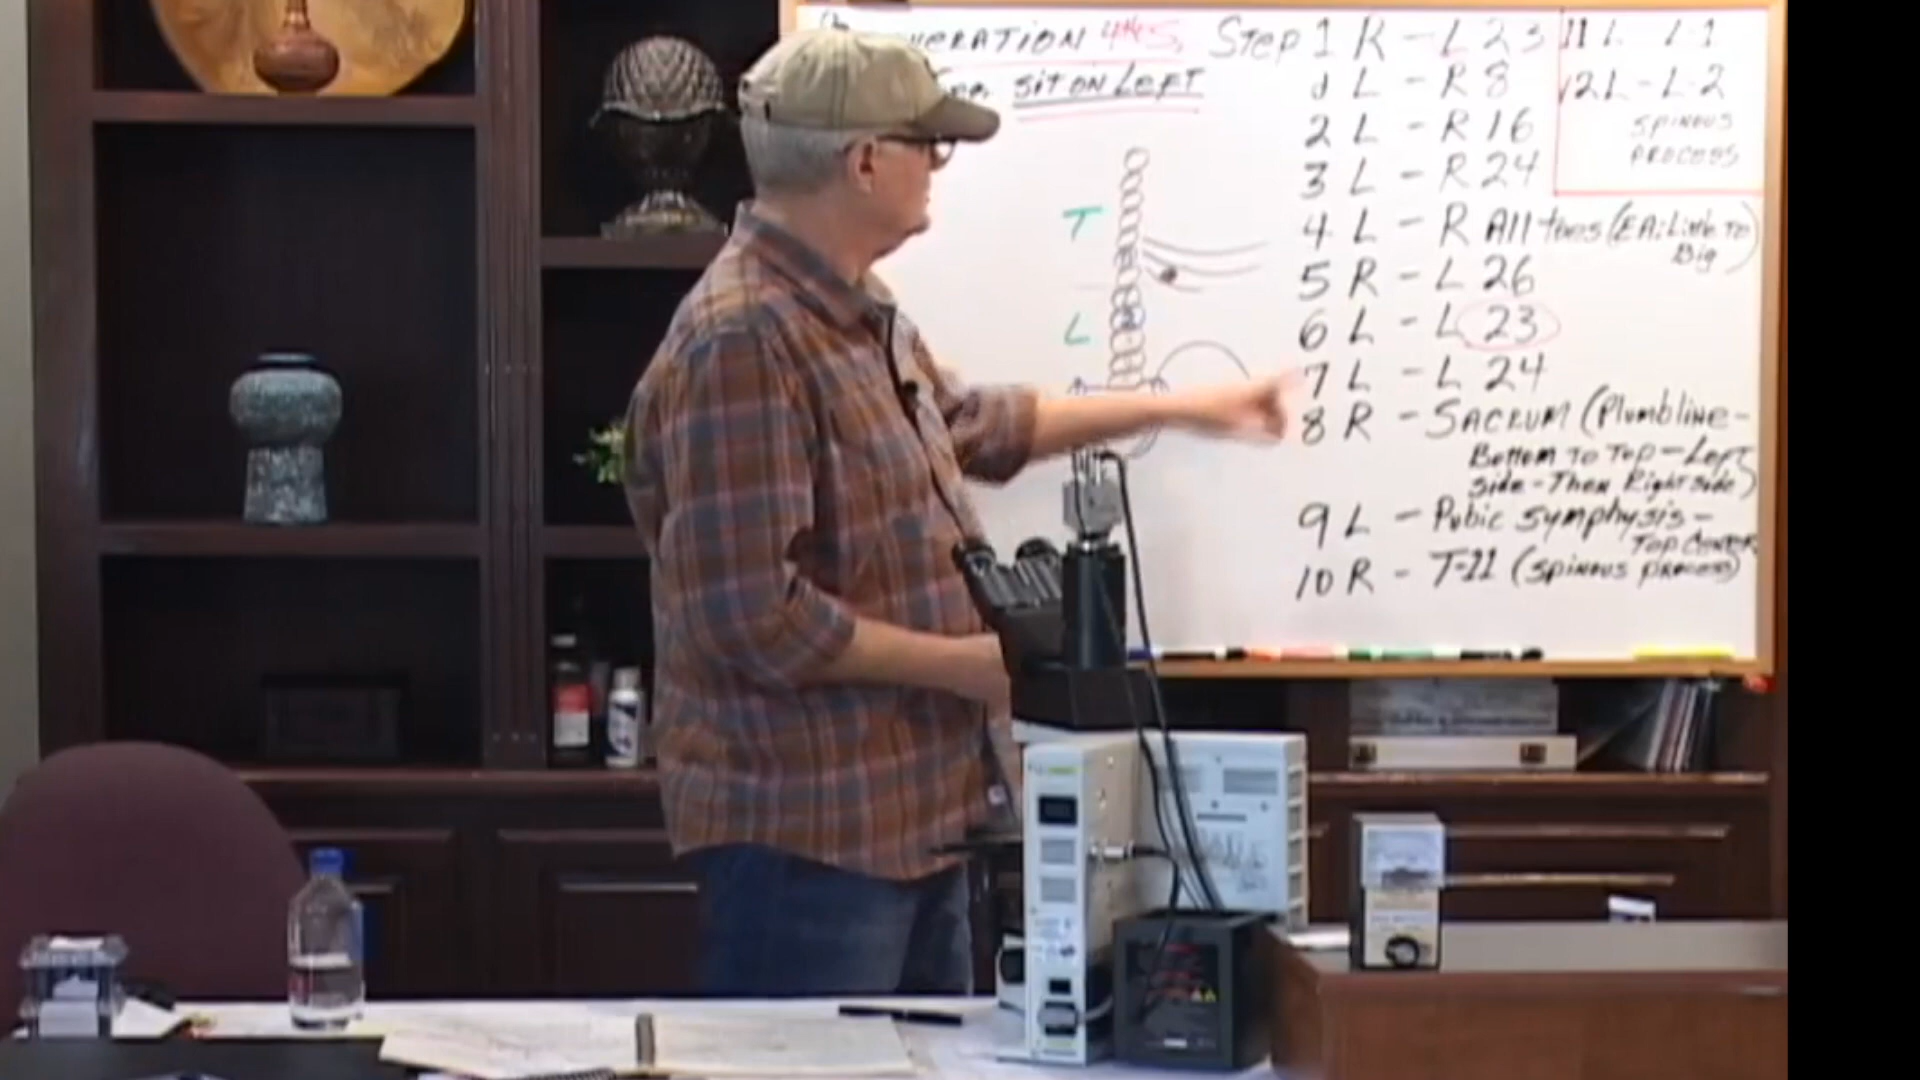 Step 1 R - L 23
SIT ON LEFT
1 L - R 8
2 L - R 16
3 L - R 24
4 L - R All toes (EA: Little To
Big)
5 R - L 26
6 L - L 23
7 L - L 24
8 R - SACRUM (Plumbline -
Bottom To Top - Left
Side - Then Right side)
9 L - Pubic Symphysis -
Top Center
10 R - T-11 (Spinous process)
11 L L-1
12 L - L-2
SPINOUS
PROCESS
T
L